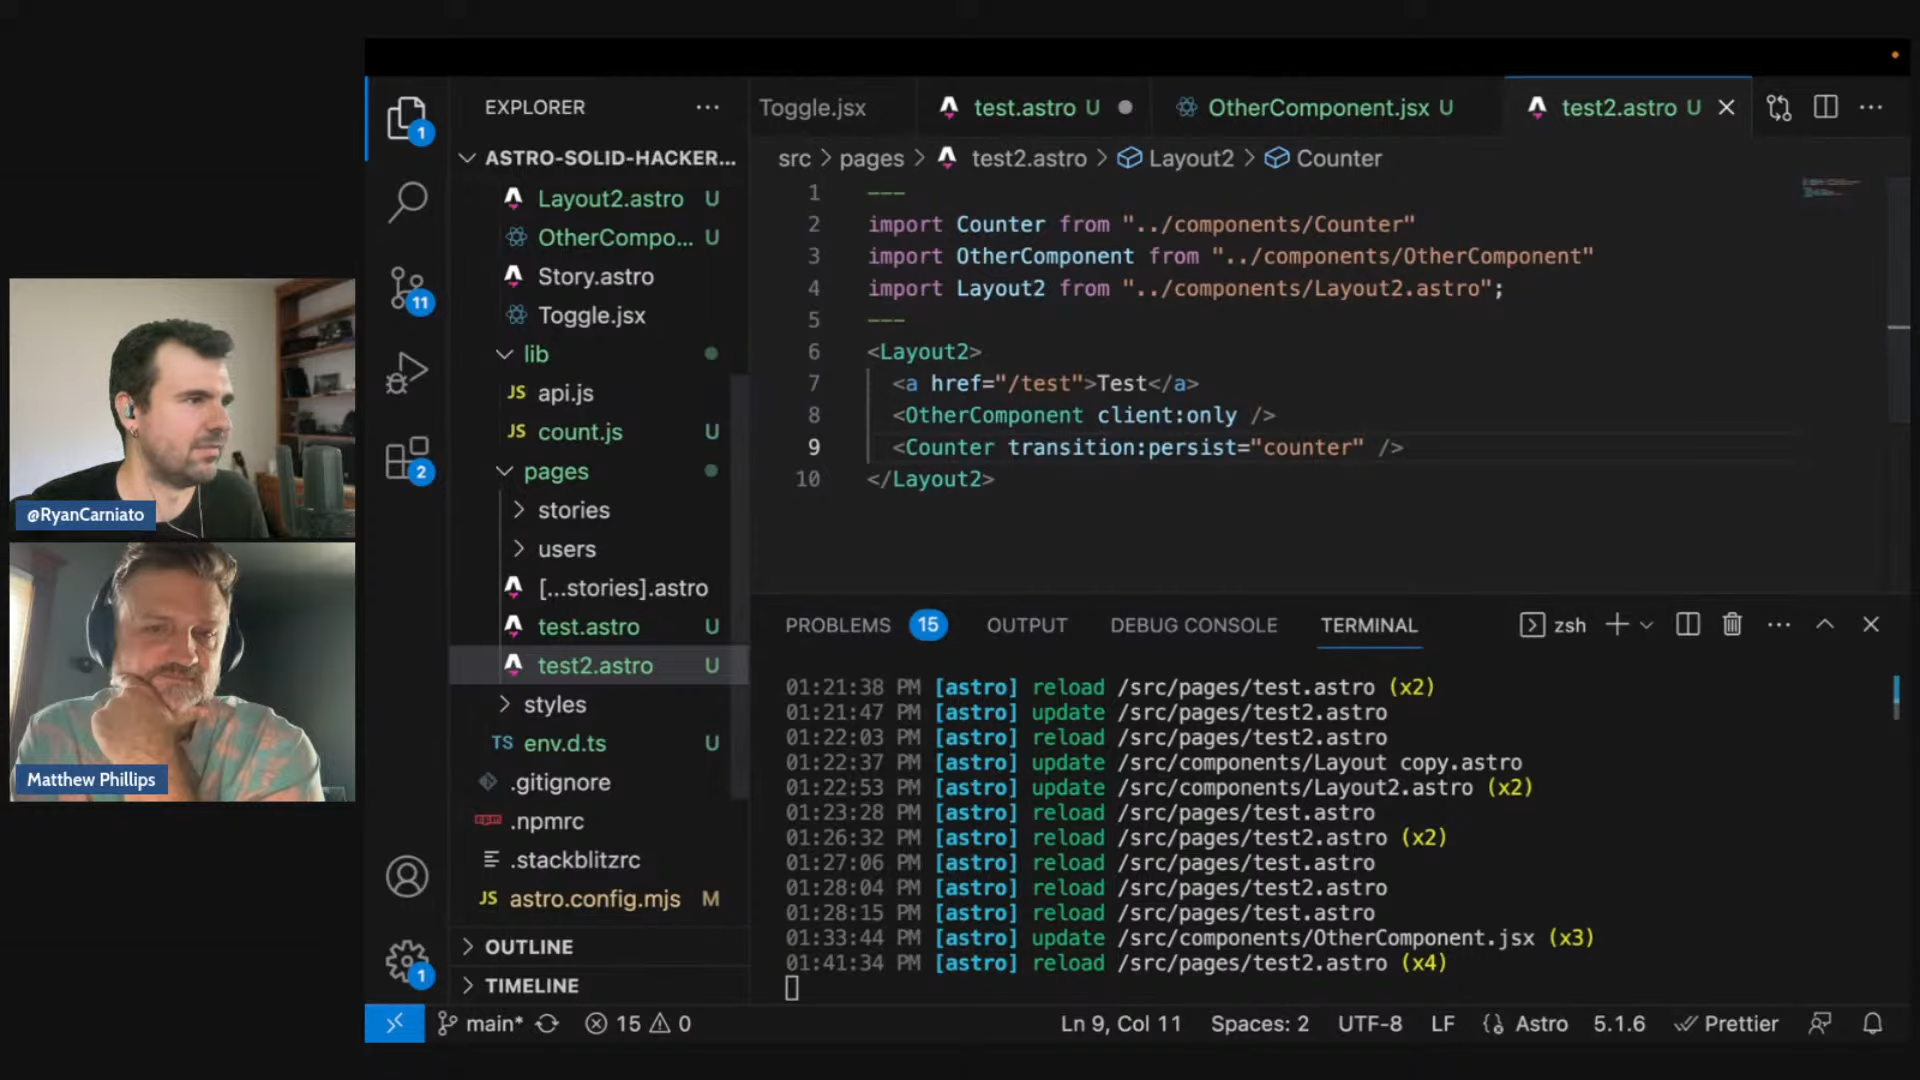 EXPLORER
ASTRO-SOLID-HACKER...
Layout2.astro U
OtherCompo... U
Story.astro
Toggle.jsx
lib
JS api.js
JS count.js U
pages
stories
users
[...stories].astro
test.astro U
test2.astro U
styles
TS env.d.ts U
.gitignore
.npmrc
.stackblitzrc
JS astro.config.mjs M
OUTLINE
TIMELINE
1
11
2
1
Toggle.jsx
test.astro U
OtherComponent.jsx U
test2.astro U
src > pages > test2.astro > Layout2 > Counter
1 ---
2 import Counter from "../components/Counter"
3 import OtherComponent from "../components/OtherComponent"
4 import Layout2 from "../components/Layout2.astro";
5 ---
6 <Layout2>
7 <a href="/test">Test</a>
8 <OtherComponent client:only />
9 <Counter transition:persist="counter" />
10 </Layout2>
PROBLEMS 15 OUTPUT DEBUG CONSOLE TERMINAL zsh
01:21:38 PM [astro] reload /src/pages/test.astro (x2)
01:21:47 PM [astro] update /src/pages/test2.astro
01:22:03 PM [astro] reload /src/pages/test2.astro
01:22:37 PM [astro] update /src/components/Layout copy.astro
01:22:53 PM [astro] update /src/components/Layout2.astro (x2)
01:23:28 PM [astro] reload /src/pages/test.astro
01:26:32 PM [astro] reload /src/pages/test2.astro (x2)
01:27:06 PM [astro] reload /src/pages/test.astro
01:28:04 PM [astro] reload /src/pages/test2.astro
01:28:15 PM [astro] reload /src/pages/test.astro
01:33:44 PM [astro] update /src/components/OtherComponent.jsx (x3)
01:41:34 PM [astro] reload /src/pages/test2.astro (x4)
main* 15 0 Ln 9, Col 11 Spaces: 2 UTF-8 LF Astro 5.1.6 Prettier
@RyanCarniato
Matthew Phillips